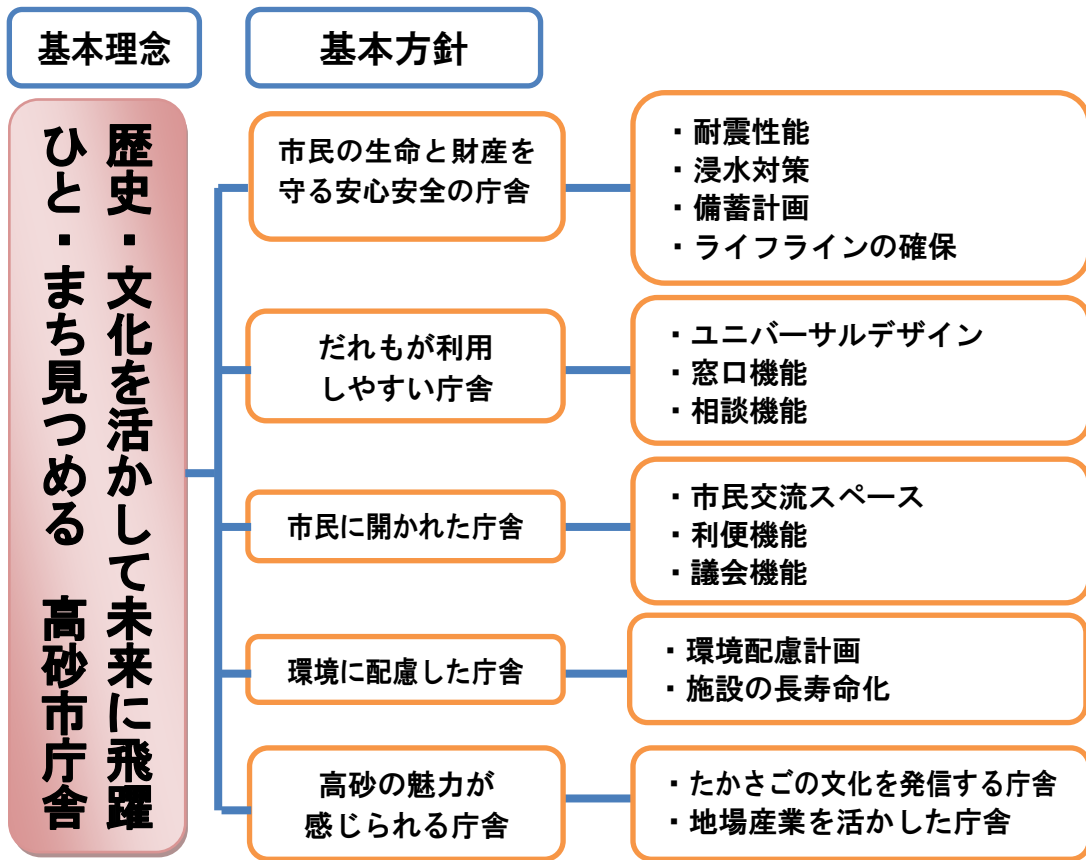 基本理念
基本方針
歴史・文化を活かして未来に飛躍
ひと・まち見つめる　高砂市庁舎
市民の生命と財産を
守る安心安全の庁舎
・耐震性能
・浸水対策
・備蓄計画
・ライフラインの確保
だれもが利用
しやすい庁舎
・ユニバーサルデザイン
・窓口機能
・相談機能
市民に開かれた庁舎
・市民交流スペース
・利便機能
・議会機能
環境に配慮した庁舎
・環境配慮計画
・施設の長寿命化
高砂の魅力が
感じられる庁舎
・たかさごの文化を発信する庁舎
・地場産業を活かした庁舎